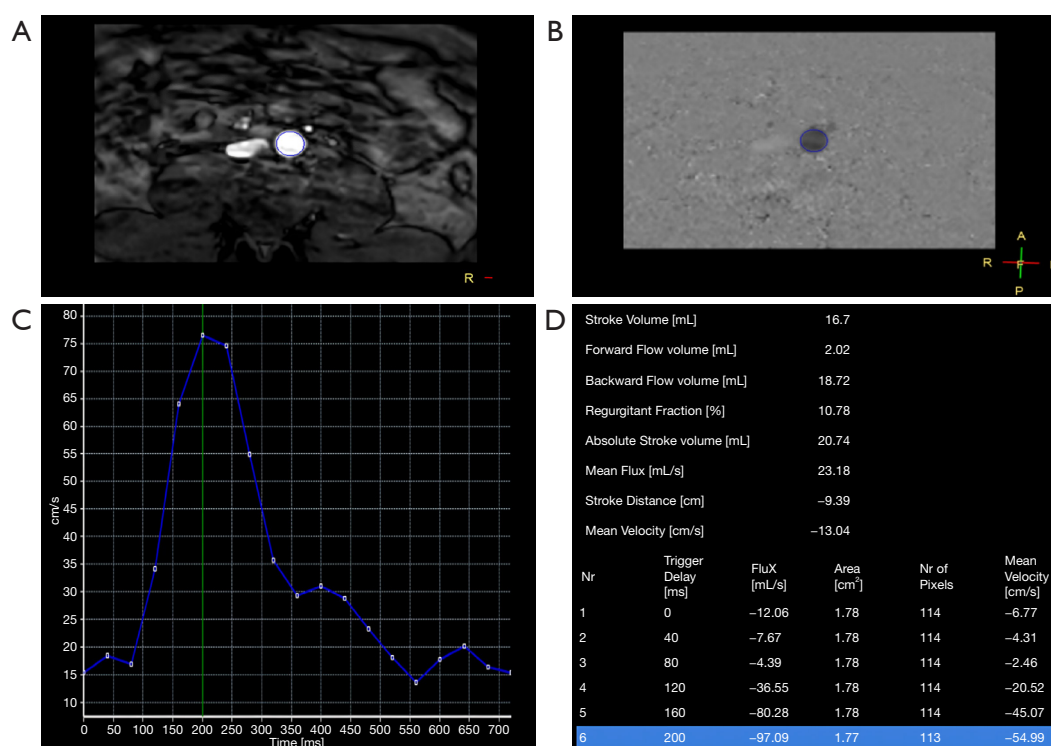 A
R
B
A
R
F
P
C
80
75
70
65
60
55
50
45
45
35
30
25
20
15
10
cm/s
0 50 100 150 200 250 300 350 400 450 500 550 600 650 700
Time [ms]
D
Stroke Volume [mL] 16.7
Forward Flow volume [mL] 2.02
Backward Flow volume [mL] 18.72
Regurgitant Fraction [%] 10.78
Absolute Stroke volume [mL] 20.74
Mean Flux [mL/s] 23.18
Stroke Distance [cm] −9.39
Mean Velocity [cm/s] −13.04
Nr Trigger Delay [ms] FluX [mL/s] Area [cm²] Nr of Pixels Mean Velocity [cm/s]
1 0 −12.06 1.78 114 −6.77
2 40 −7.67 1.78 114 −4.31
3 80 −4.39 1.78 114 −2.46
4 120 −36.55 1.78 114 −20.52
5 160 −80.28 1.78 114 −45.07
6 200 −97.09 1.77 113 −54.99